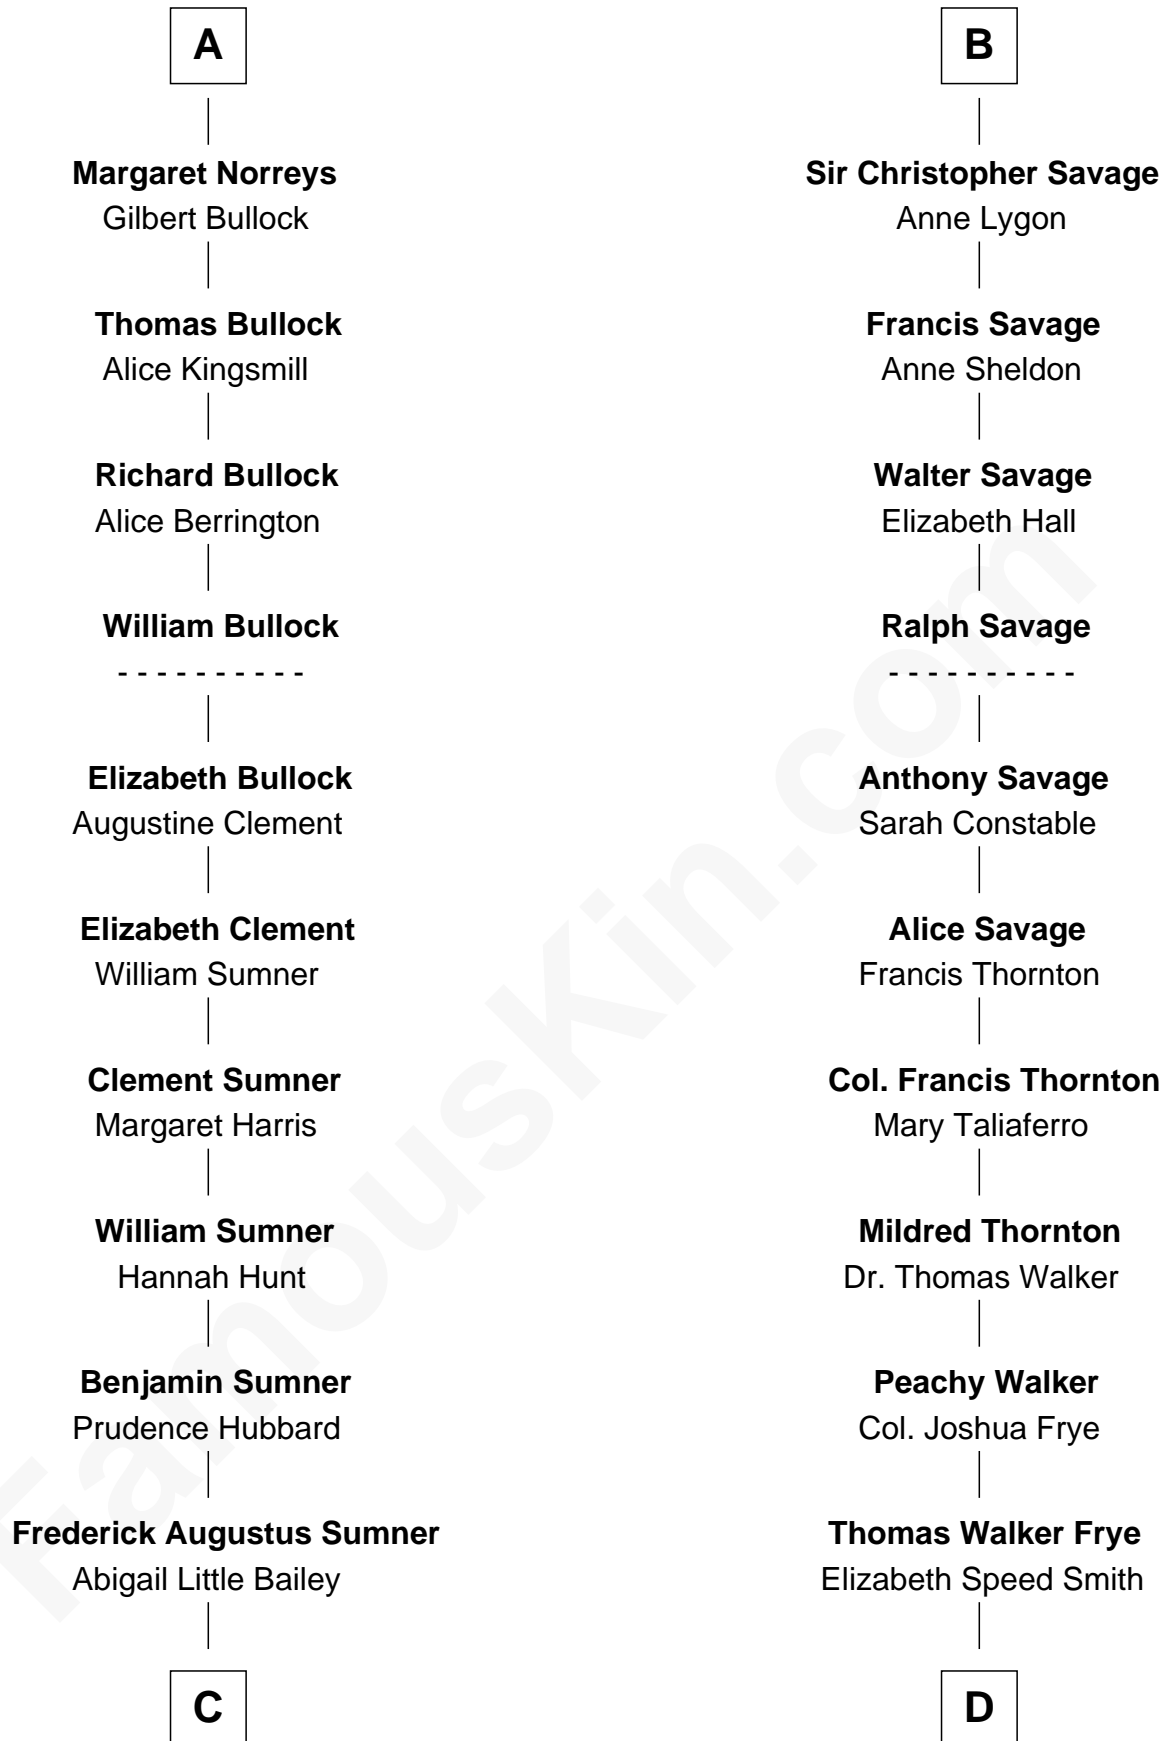 A
Margaret Norreys
Gilbert Bullock
Thomas Bullock
Alice Kingsmill
Richard Bullock
Alice Berrington
William Bullock
- - - - - - - - - -
Elizabeth Bullock
Augustine Clement
Elizabeth Clement
William Sumner
Clement Sumner
Margaret Harris
William Sumner
Hannah Hunt
Benjamin Sumner
Prudence Hubbard
Frederick Augustus Sumner
Abigail Little Bailey
C
B
Sir Christopher Savage
Anne Lygon
Francis Savage
Anne Sheldon
Walter Savage
Elizabeth Hall
Ralph Savage
- - - - - - - - - -
Anthony Savage
Sarah Constable
Alice Savage
Francis Thornton
Col. Francis Thornton
Mary Taliaferro
Mildred Thornton
Dr. Thomas Walker
Peachy Walker
Col. Joshua Frye
Thomas Walker Frye
Elizabeth Speed Smith
D
FamousKin.com